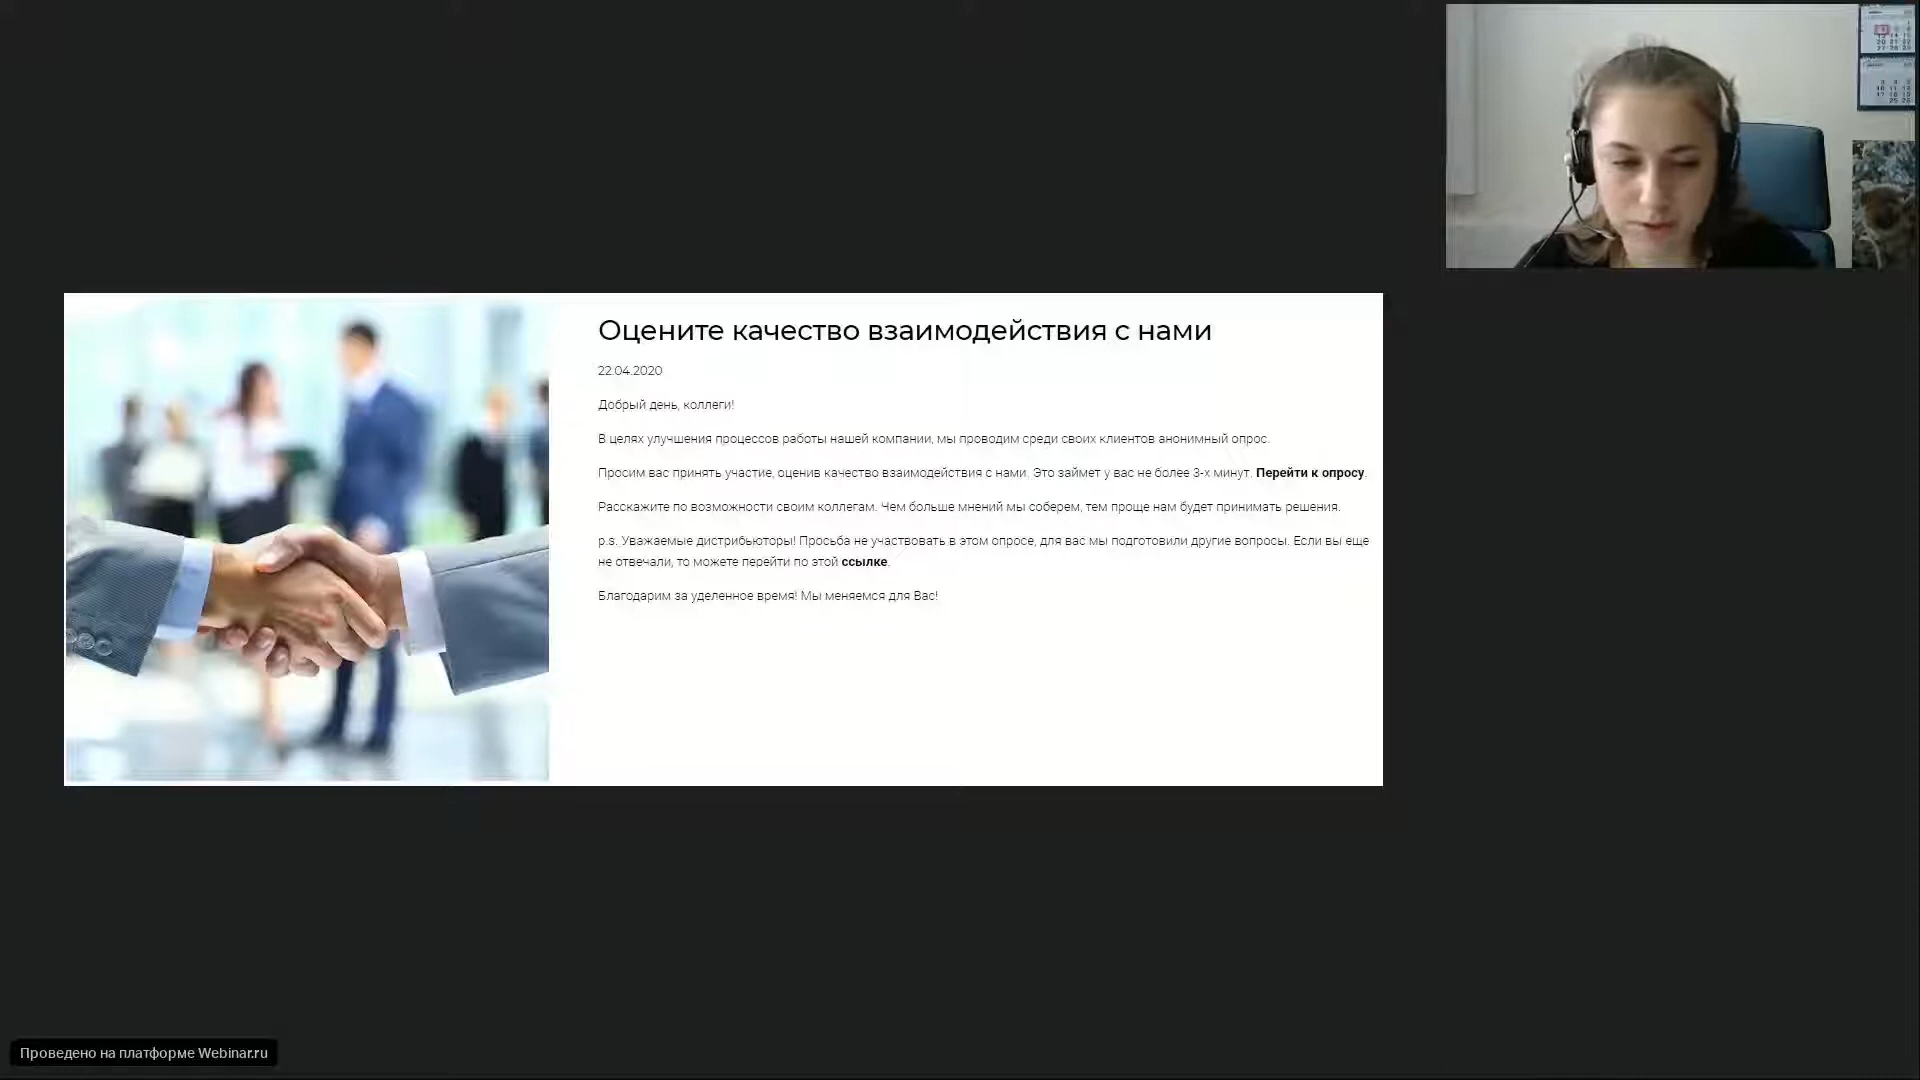 Оцените качество взаимодействия с нами
22.04.2020
Добрый день, коллеги!
В целях улучшения процессов работы нашей компании, мы проводим среди своих клиентов анонимный опрос.
Просим вас принять участие, оценив качество взаимодействия с нами. Это займет у вас не более 3-х минут. Перейти к опросу.
Расскажите по возможности своим коллегам. Чем больше мнений мы соберем, тем проще нам будет принимать решения.
p.s. Уважаемые дистрибьюторы! Просьба не участвовать в этом опросе, для вас мы подготовили другие вопросы. Если вы еще
не отвечали, то можете перейти по этой ссылке.
Благодарим за уделенное время! Мы меняемся для Вас!
Проведено на платформе Webinar.ru